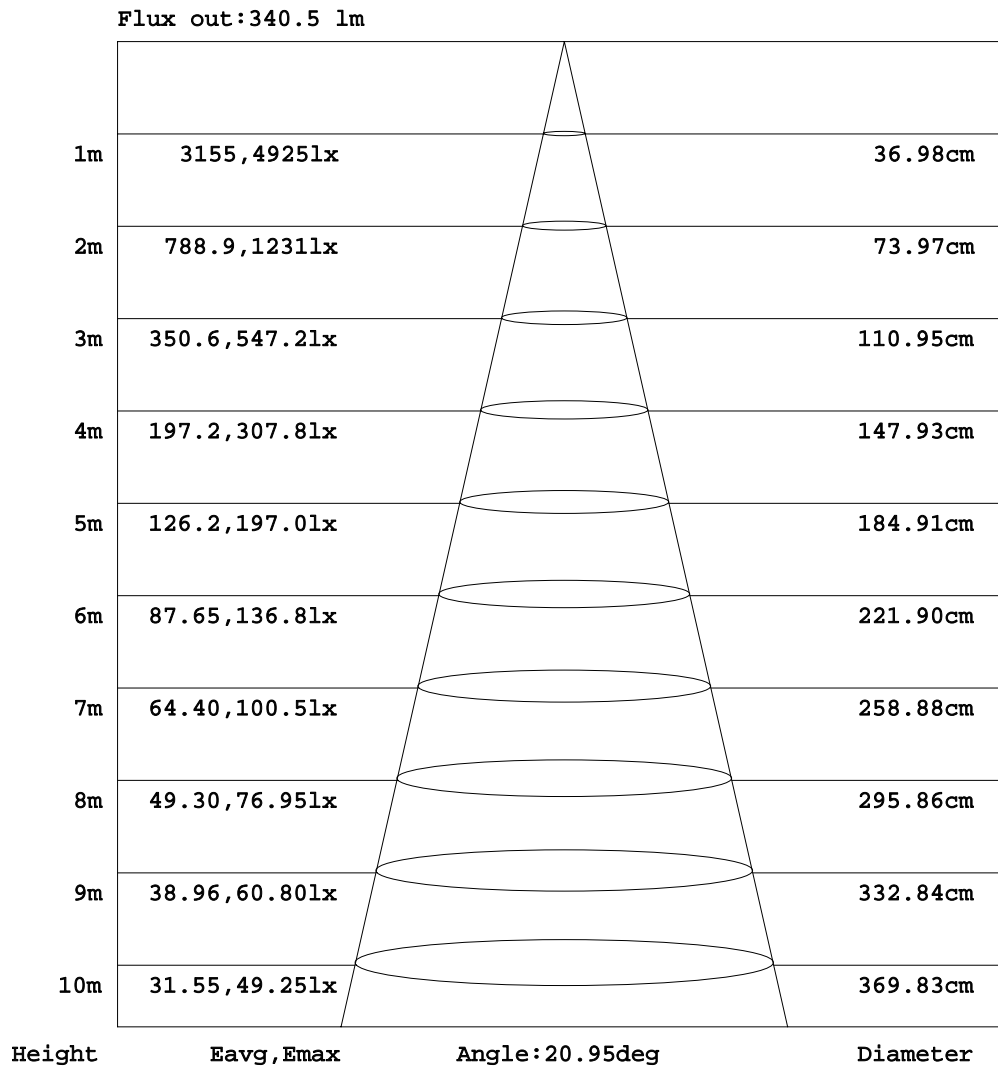 Flux out:340.5 lm
1m 3155,4925lx 36.98cm
2m 788.9,1231lx 73.97cm
3m 350.6,547.2lx 110.95cm
4m 197.2,307.8lx 147.93cm
5m 126.2,197.0lx 184.91cm
6m 87.65,136.8lx 221.90cm
7m 64.40,100.5lx 258.88cm
8m 49.30,76.95lx 295.86cm
9m 38.96,60.80lx 332.84cm
10m 31.55,49.25lx 369.83cm
Height Eavg,Emax Angle:20.95deg Diameter